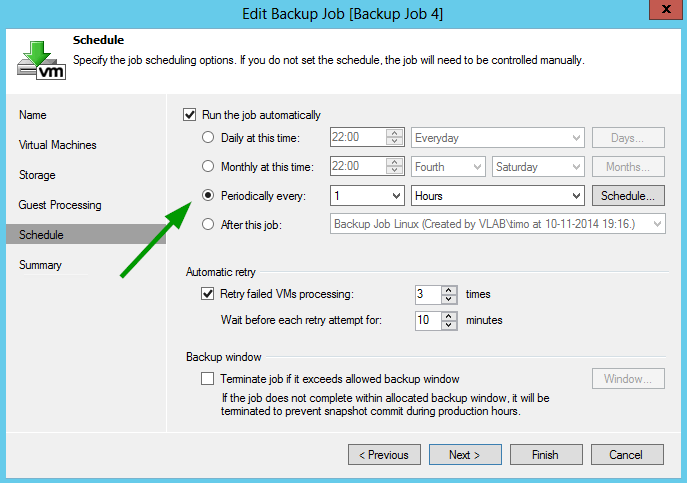 Edit Backup Job [Backup Job 4]
x
Schedule
Specify the job scheduling options. If you do not set the schedule, the job will need to be controlled manually.
vm
Name
Virtual Machines
Storage
Guest Processing
Schedule
Summary
Run the job automatically
Daily at this time: 22:00 Everyday Days...
Monthly at this time: 22:00 Fourth Saturday Months...
Periodically every: 1 Hours Schedule...
After this job: Backup Job Linux (Created by VLAB\timo at 10-11-2014 19:16.)
Automatic retry
Retry failed VMs processing: 3 times
Wait before each retry attempt for: 10 minutes
Backup window
Terminate job if it exceeds allowed backup window Window...
If the job does not complete within allocated backup window, it will be
terminated to prevent snapshot commit during production hours.
< Previous Next > Finish Cancel